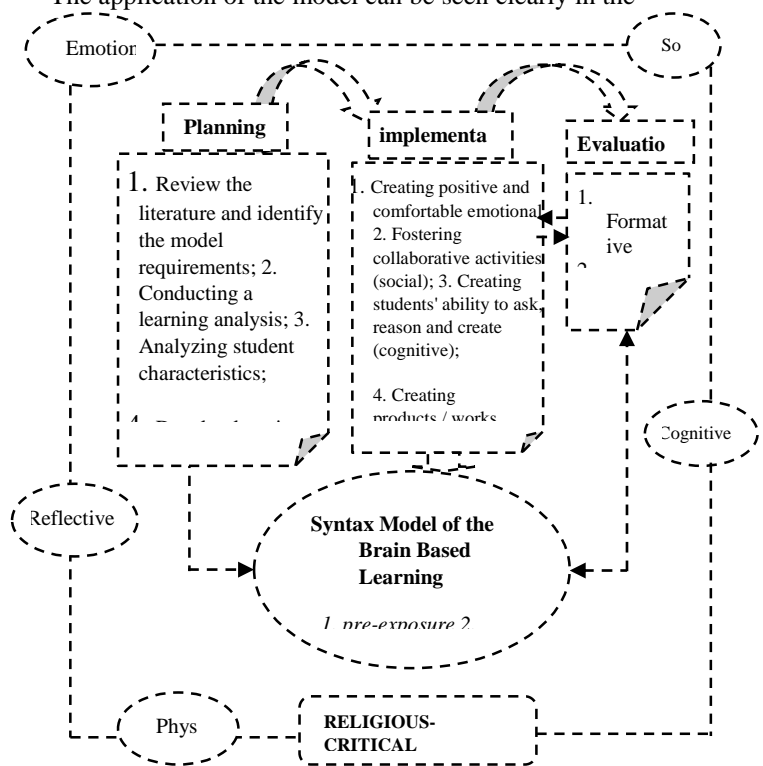 The application of the model can be seen clearly in the
Emotion
So
Planning
implementa
Evaluatio
1. Review the
literature and identify
the model
requirements; 2.
Conducting a
learning analysis; 3.
Analyzing student
characteristics;
1. Creating positive and
comfortable emotional
2. Fostering
collaborative activities
(social); 3. Creating
students' ability to ask,
reason and create
(cognitive);
4. Creating
products / works
1.
Format
ive
Cognitive
Reflective
Syntax Model of the
Brain Based
Learning
1. pre-exposure 2
Phys
RELIGIOUS-
CRITICAL